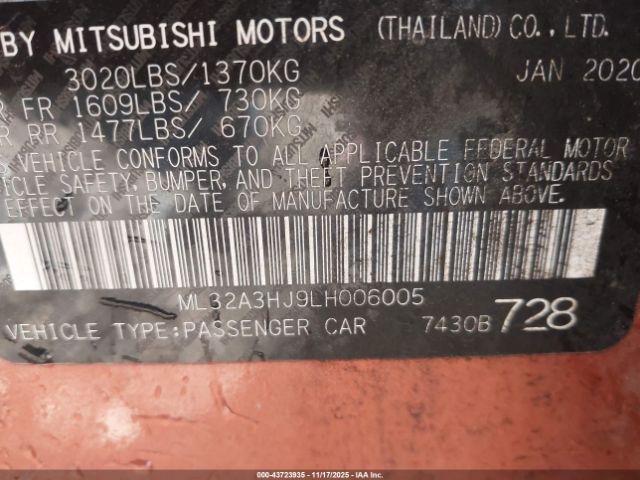 BY MITSUBISHI MOTORS (THAILAND) CO., LTD.
3020LBS/1370KG JAN 2020
R FR 1609LBS/ 730KG
R RR 1477LBS/ 670KG
S VEHICLE CONFORMS TO ALL APPLICABLE FEDERAL MOTOR
ICLE SAFETY, BUMPER, AND THEFT PREVENTION STANDARDS
EFFECT ON THE DATE OF MANUFACTURE SHOWN ABOVE.
ML32A3HJ9LH006005
VEHICLE TYPE:PASSENGER CAR 7430B 728
000-43723935 - 11/17/2025 - IAA Inc.